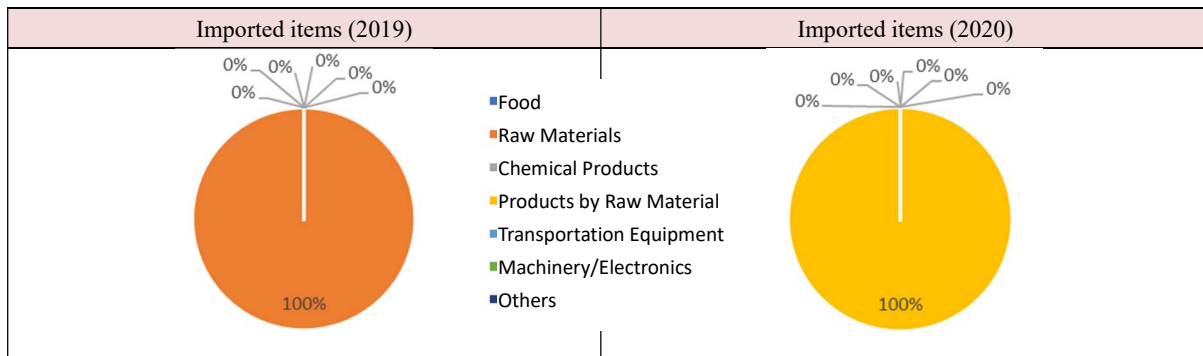 Imported items (2019)
Imported items (2020)
0%
0%
0%
0%
0%
0%
100%
Food
Raw Materials
Chemical Products
Products by Raw Material
Transportation Equipment
Machinery/Electronics
Others
0%
0%
0%
0%
0%
0%
100%